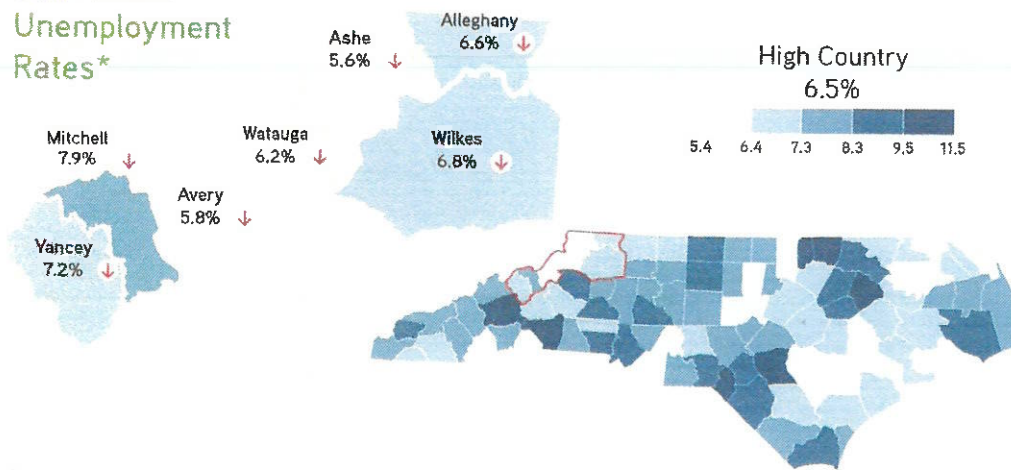 Unemployment
Rates*
Alleghany
6.6%
Ashe
5.6%
High Country
6.5%
5.4 6.4 7.3 8.3 9.5 11.5
Mitchell
7.9%
Watauga
6.2%
Wilkes
6.8%
Avery
5.8%
Yancey
7.2%